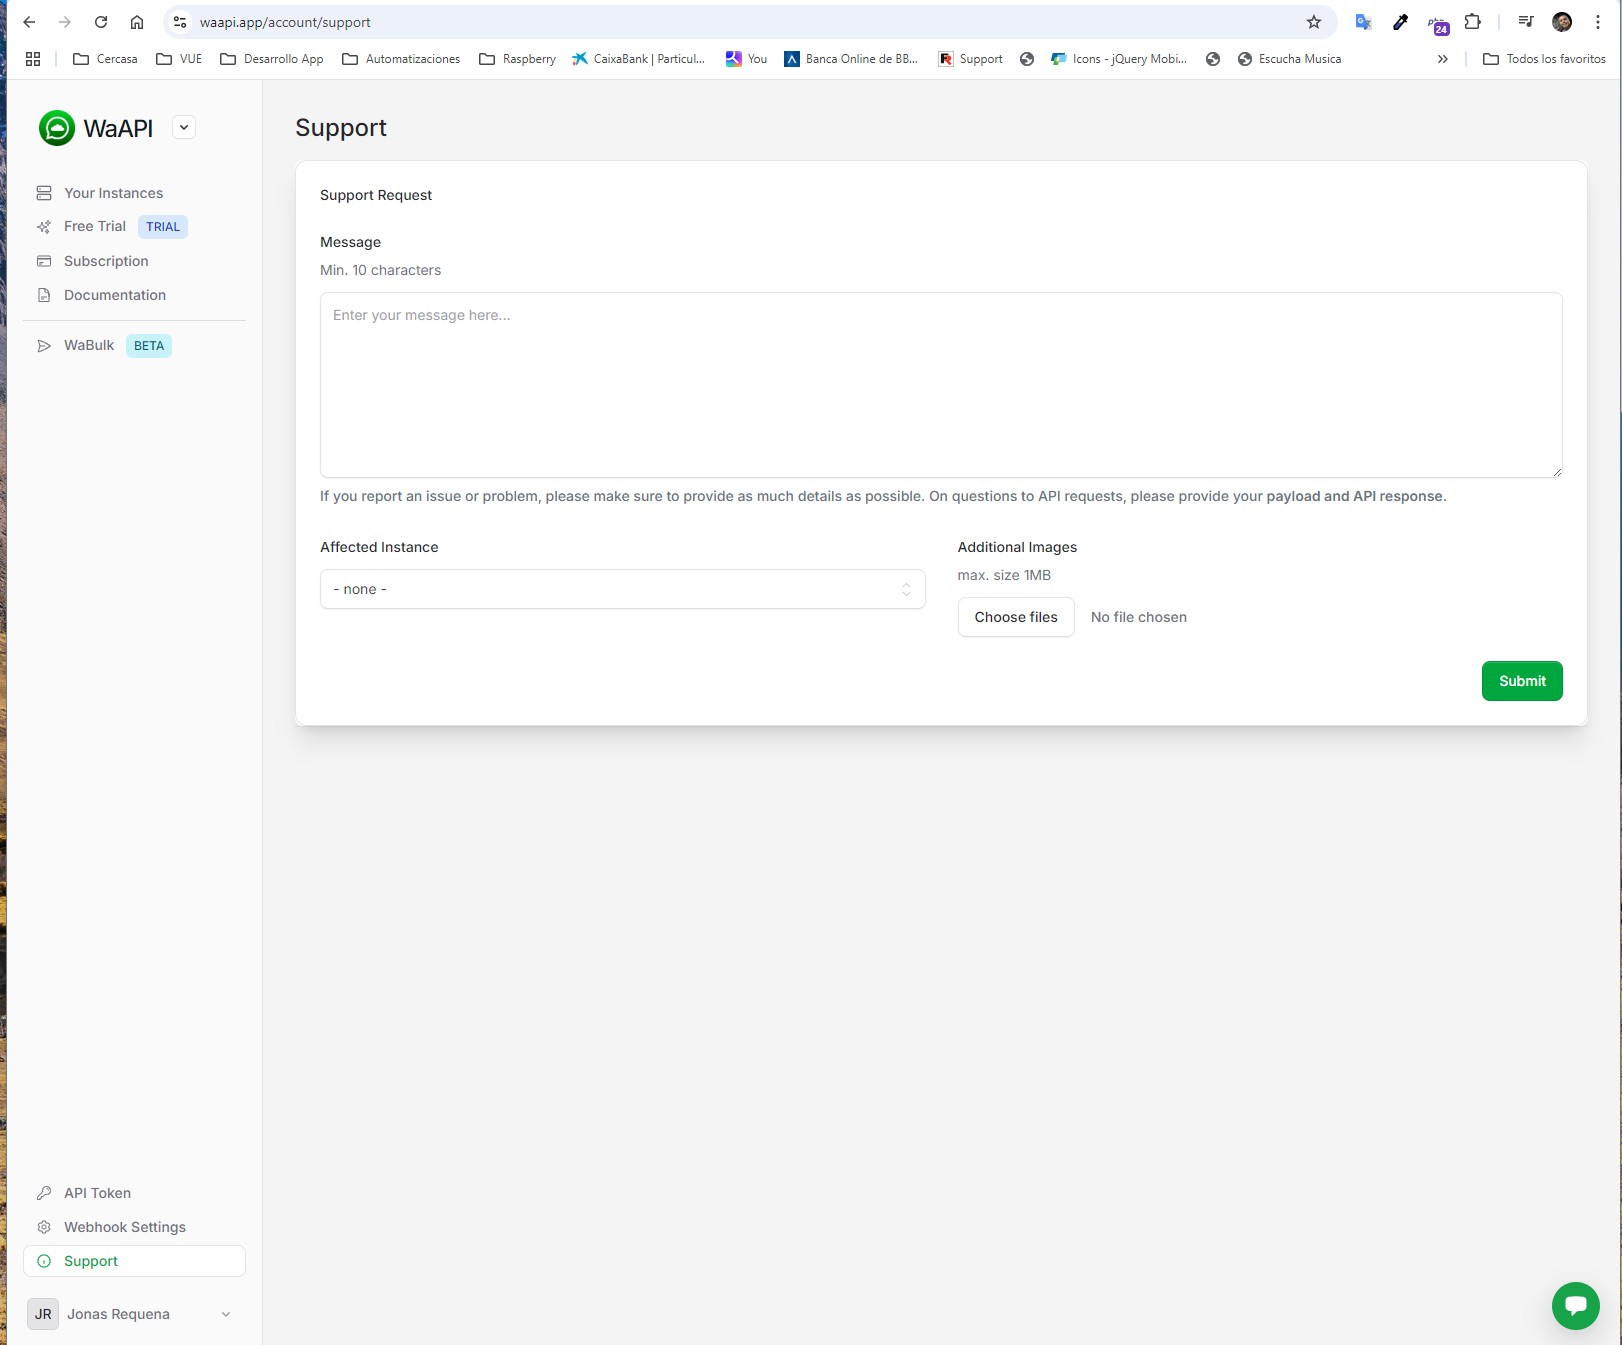 waapi.app/account/support
24
Cercasa
VUE
Desarrollo App
Automatizaciones
Raspberry
CaixaBank | Particul...
You
Banca Online de BB...
Support
Icons - jQuery Mobi...
Escucha Musica
Todos los favoritos
WaAPI
Your Instances
Free Trial TRIAL
Subscription
Documentation
WaBulk BETA
Support
Support Request
Message
Min. 10 characters
Enter your message here...
If you report an issue or problem, please make sure to provide as much details as possible. On questions to API requests, please provide your payload and API response.
Affected Instance
- none -
Additional Images
max. size 1MB
Choose files No file chosen
Submit
API Token
Webhook Settings
Support
JR Jonas Requena